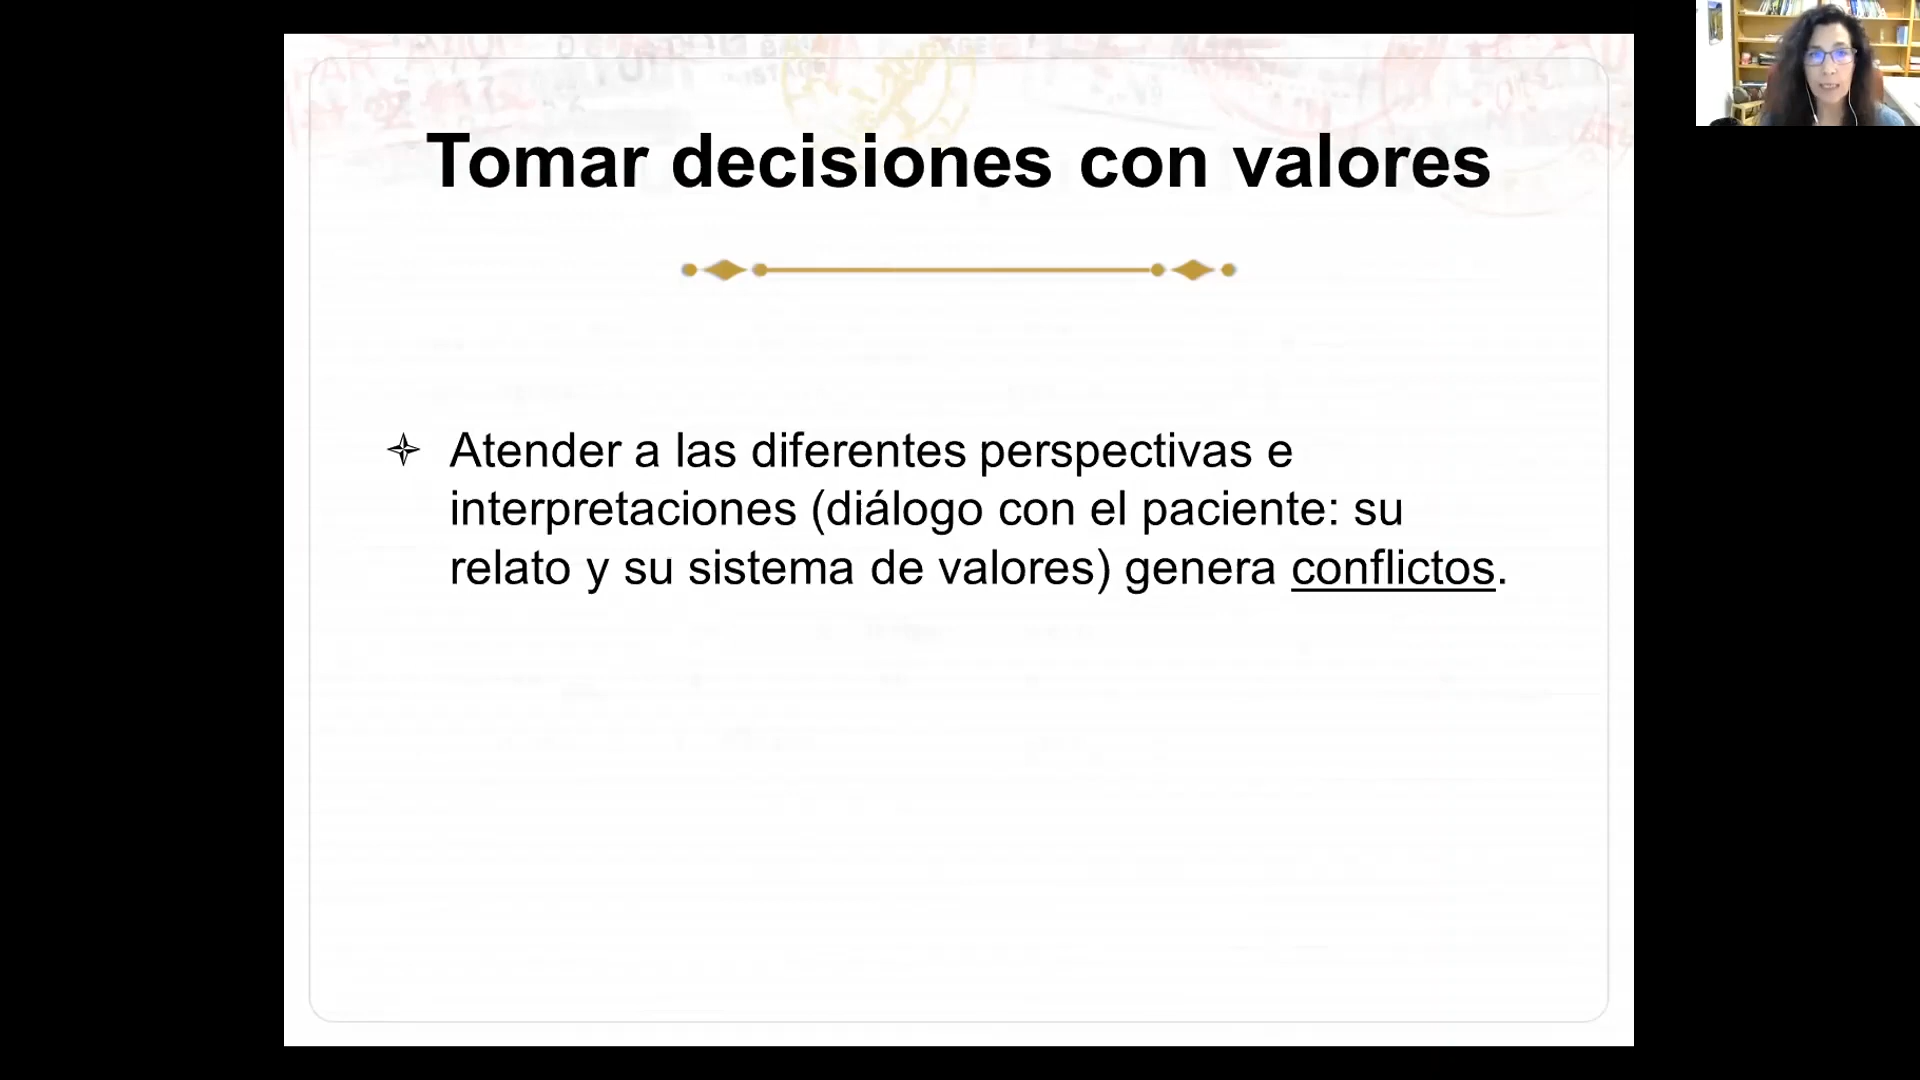 Tomar decisiones con valores
Atender a las diferentes perspectivas e
interpretaciones (diálogo con el paciente: su
relato y su sistema de valores) genera conflictos.